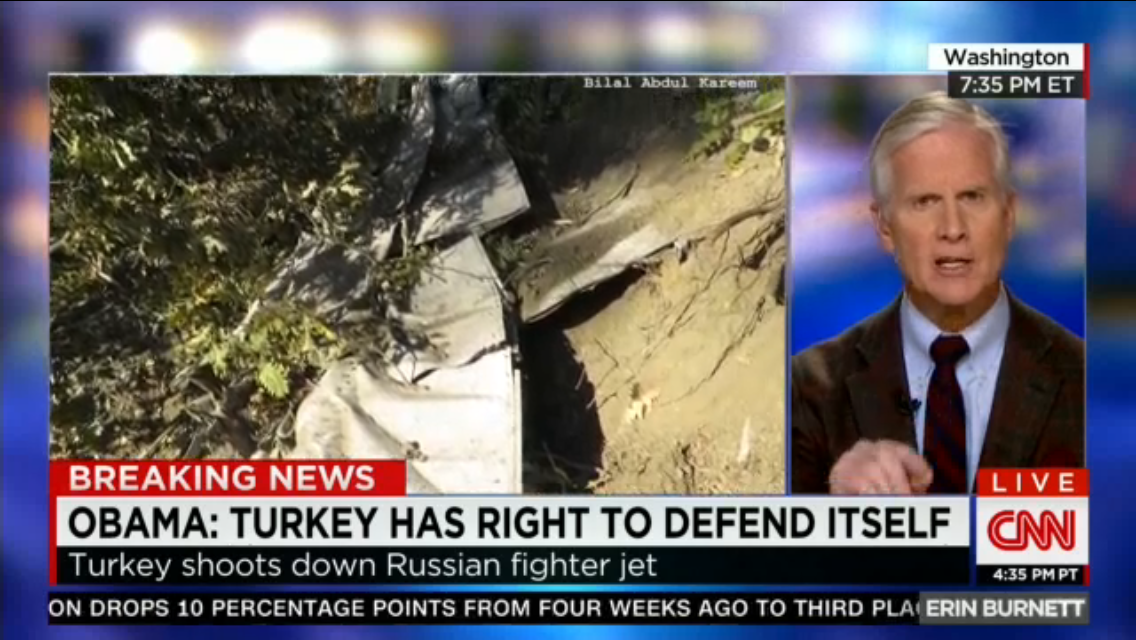 Washington
7:35 PM ET
Bilal Abdul Kareem
BREAKING NEWS
OBAMA: TURKEY HAS RIGHT TO DEFEND ITSELF
Turkey shoots down Russian fighter jet
LIVE
CNN
4:35 PM PT
ON DROPS 10 PERCENTAGE POINTS FROM FOUR WEEKS AGO TO THIRD PLA
ERIN BURNETT